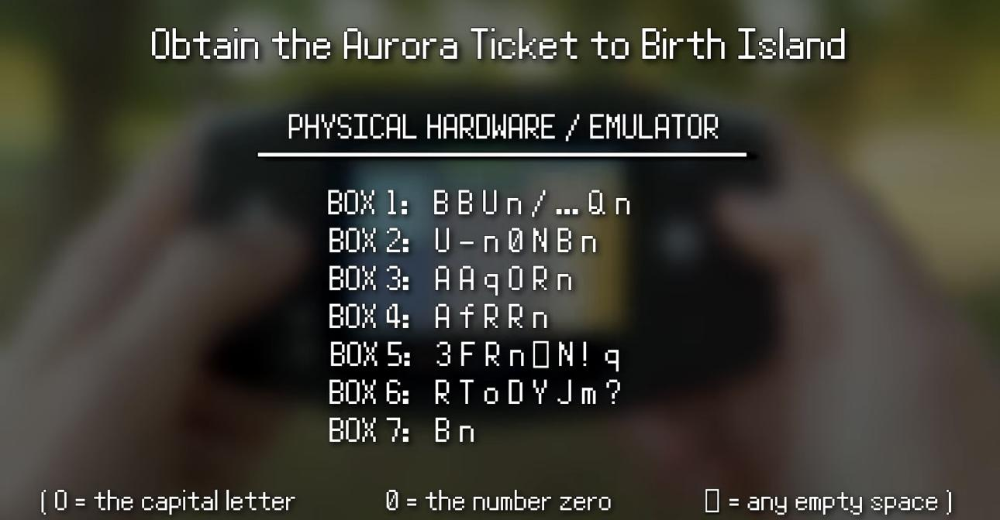 Obtain the Aurora Ticket to Birth Island
PHYSICAL HARDWARE / EMULATOR
BOX 1: B B U n / … Q n
BOX 2: U – n 0 N B n
BOX 3: A A q O R n
BOX 4: A f R R n
BOX 5: 3 F R n ▯ N ! q
BOX 6: R T o D Y J m ?
BOX 7: B n
( O = the capital letter 0 = the number zero ▯ = any empty space )